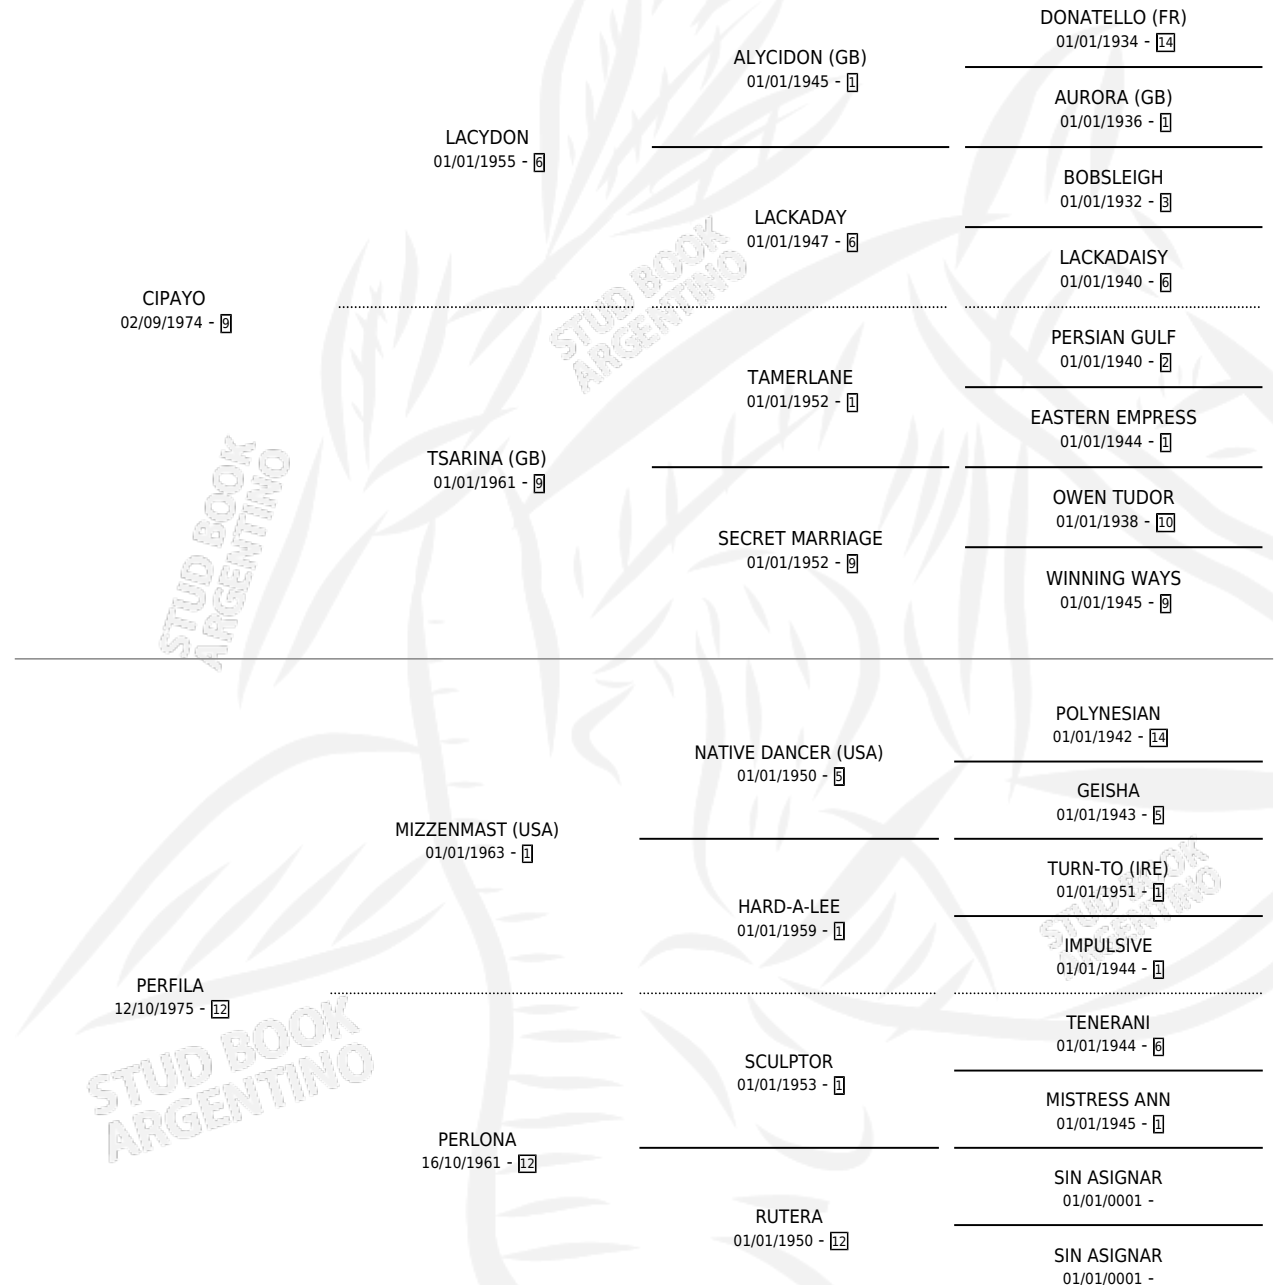 DONATELLO (FR)
01/01/1934 - 14
ALYCIDON (GB)
01/01/1945 - 1
AURORA (GB)
01/01/1936 - 1
LACYDON
01/01/1955 - 6
BOBSLEIGH
01/01/1932 - 3
LACKADAY
01/01/1947 - 6
LACKADAISY
01/01/1940 - 6
CIPAYO
02/09/1974 - 9
STUD BOOK
ARGENTINO
PERSIAN GULF
01/01/1940 - 2
TAMERLANE
01/01/1952 - 1
EASTERN EMPRESS
01/01/1944 - 1
TSARINA (GB)
01/01/1961 - 9
OWEN TUDOR
01/01/1938 - 10
SECRET MARRIAGE
01/01/1952 - 9
WINNING WAYS
01/01/1945 - 9
STUD BOOK
ARGENTINO
POLYNESIAN
01/01/1942 - 14
NATIVE DANCER (USA)
01/01/1950 - 5
GEISHA
01/01/1943 - 5
MIZZENMAST (USA)
01/01/1963 - 1
TURN-TO (IRE)
01/01/1951 - 1
HARD-A-LEE
01/01/1959 - 1
IMPULSIVE
01/01/1944 - 1
STUD BOOK
ARGENTINO
PERFILA
12/10/1975 - 12
TENERANI
01/01/1944 - 6
SCULPTOR
01/01/1953 - 1
MISTRESS ANN
01/01/1945 - 1
STUD BOOK
ARGENTINO
PERLONA
16/10/1961 - 12
SIN ASIGNAR
01/01/0001 -
RUTERA
01/01/1950 - 12
SIN ASIGNAR
01/01/0001 -